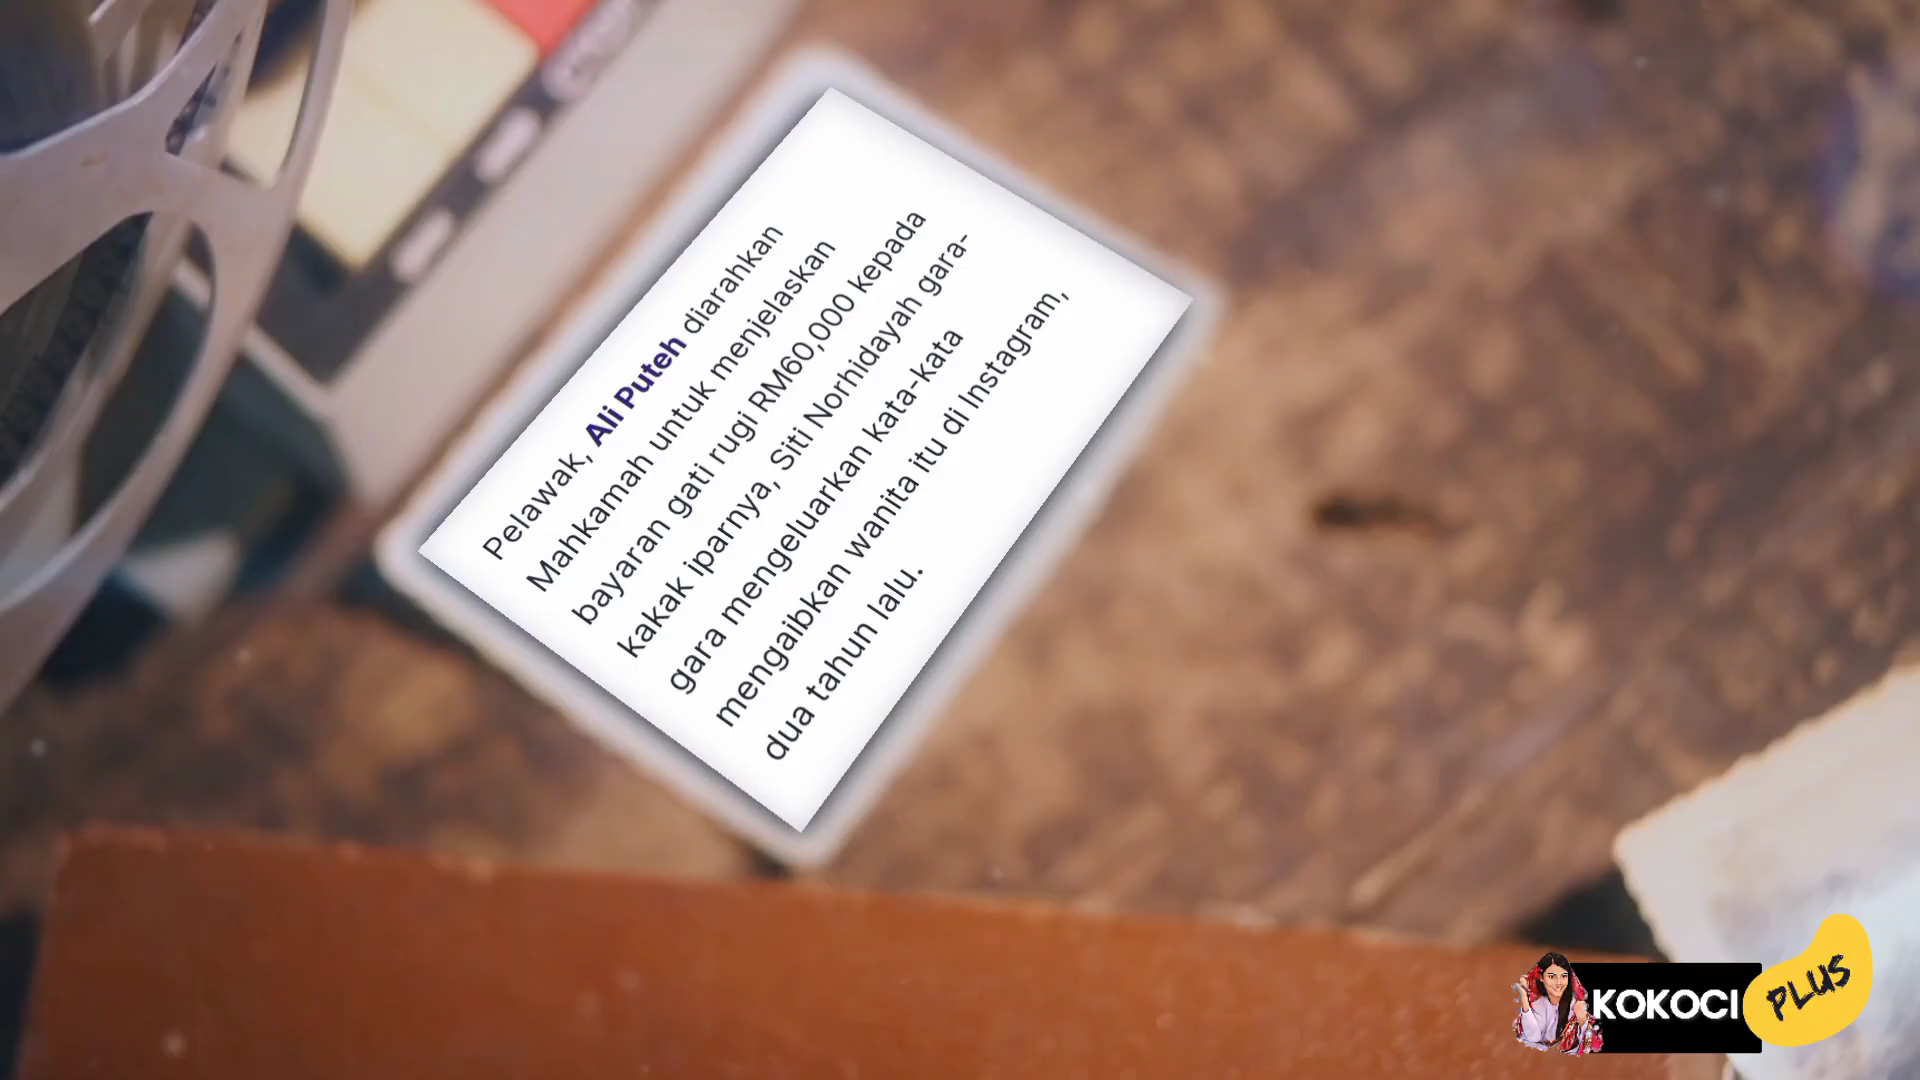 Pelawak, Ali Puteh diarahkan
Mahkamah untuk menjelaskan
bayaran gati rugi RM60,000 kepada
kakak iparnya, Siti Norhidayah gara-
gara mengeluarkan kata-kata
mengaibkan wanita itu di Instagram,
dua tahun lalu.
KOKOCI
PLUS